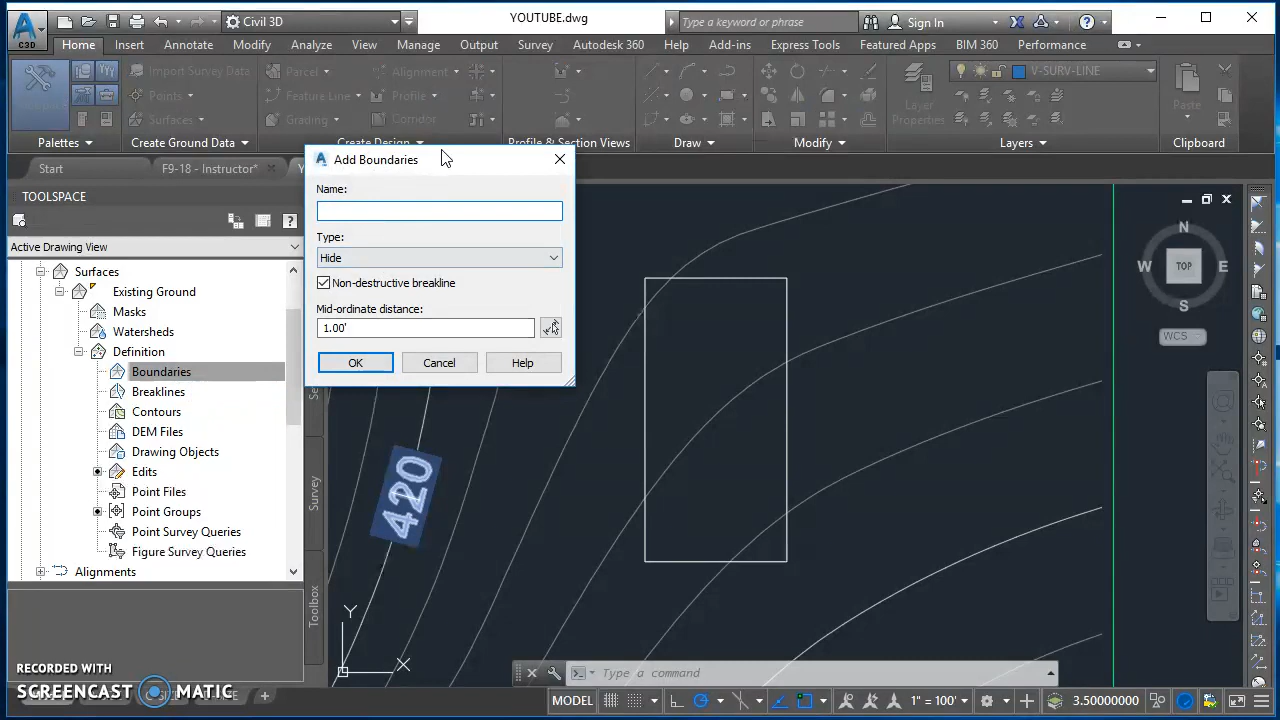 C3D
Civil 3D
YOUTUBE.dwg
Type a keyword or phrase
Sign In
Home Insert Annotate Modify Analyze View Manage Output Survey Autodesk 360 Help Add-ins Express Tools Featured Apps BIM 360 Performance
Import Survey Data
Parcel
Alignment
V-SURV-LINE
Points
Feature Line
Profile
Layer Properties
Paste
Surfaces
Grading
Corridor
Palettes
Create Ground Data
Create Design
Profile & Section Views
Draw
Modify
Layers
Clipboard
Start
F9-18 - Instructor*
Y
TOOLSPACE
Active Drawing View
Surfaces
Existing Ground
Masks
Watersheds
Definition
Boundaries
Breaklines
Contours
DEM Files
Drawing Objects
Edits
Point Files
Point Groups
Point Survey Queries
Figure Survey Queries
Alignments
Se
Survey
Toolbox
Add Boundaries
Name:
Type:
Hide
Non-destructive breakline
Mid-ordinate distance:
1.00'
OK
Cancel
Help
420
N
W
TOP
E
S
WCS
Y
X
Type a command
RECORDED WITH
SCREENCAST MATIC
MODEL
1" = 100'
3.50000000